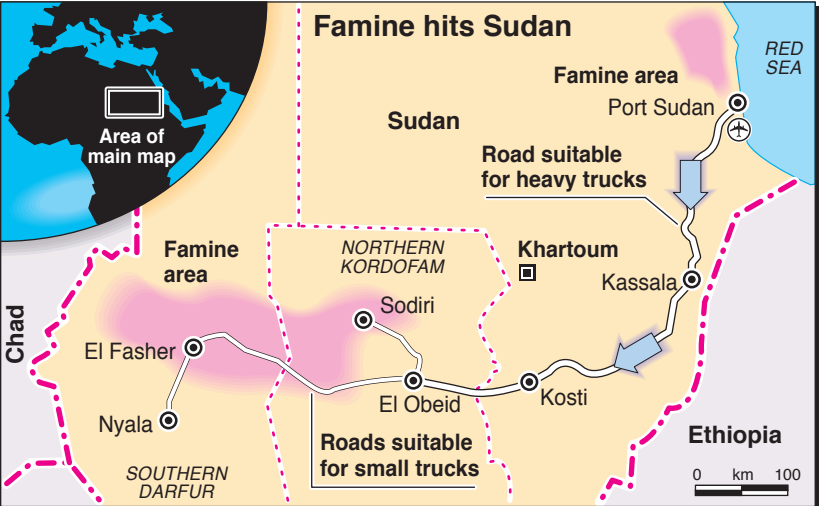 Famine hits Sudan
RED
SEA
Famine area
Port Sudan
Area of
main map
Sudan
Road suitable
for heavy trucks
Famine
area
NORTHERN
KORDOFAM
Khartoum
Kassala
Sodiri
Chad
El Fasher
El Obeid
Kosti
Nyala
Roads suitable
for small trucks
Ethiopia
SOUTHERN
DARFUR
0 km 100